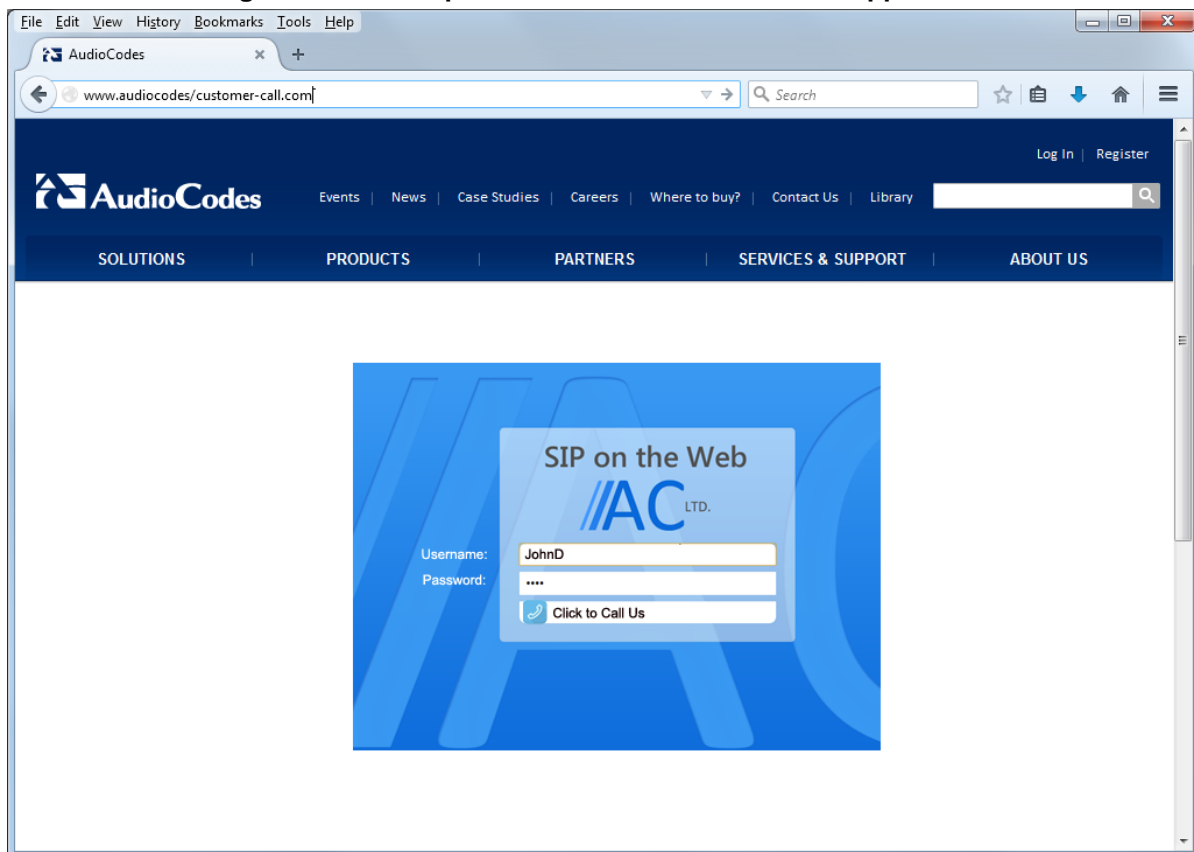 File Edit View History Bookmarks Tools Help
AudioCodes
www.audiocodes/customer-call.com
Search
Log In | Register
AudioCodes
Events | News | Case Studies | Careers | Where to buy? | Contact Us | Library
SOLUTIONS | PRODUCTS | PARTNERS | SERVICES & SUPPORT | ABOUT US
SIP on the Web
//AC LTD.
Username: JohnD
Password: ••••
Click to Call Us